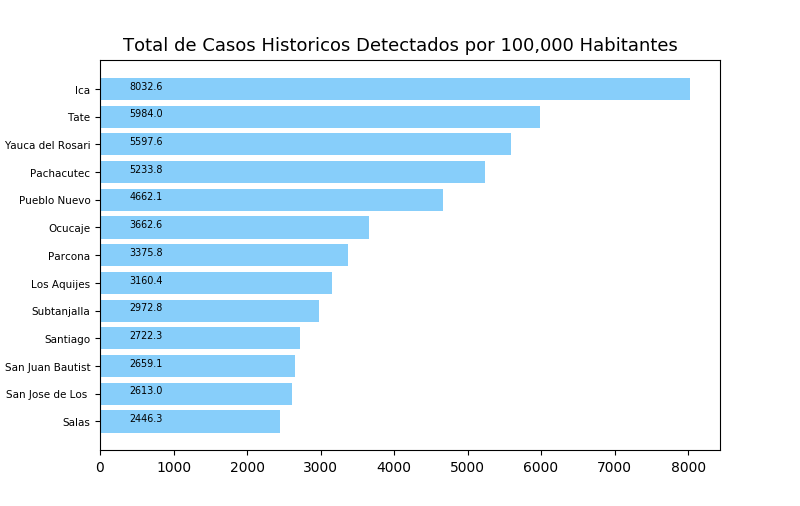 Total de Casos Historicos Detectados por 100,000 Habitantes
Ica 8032.6
Tate 5984.0
Yauca del Rosari 5597.6
Pachacutec 5233.8
Pueblo Nuevo 4662.1
Ocucaje 3662.6
Parcona 3375.8
Los Aquijes 3160.4
Subtanjalla 2972.8
Santiago 2722.3
San Juan Bautist 2659.1
San Jose de Los 2613.0
Salas 2446.3
0 1000 2000 3000 4000 5000 6000 7000 8000